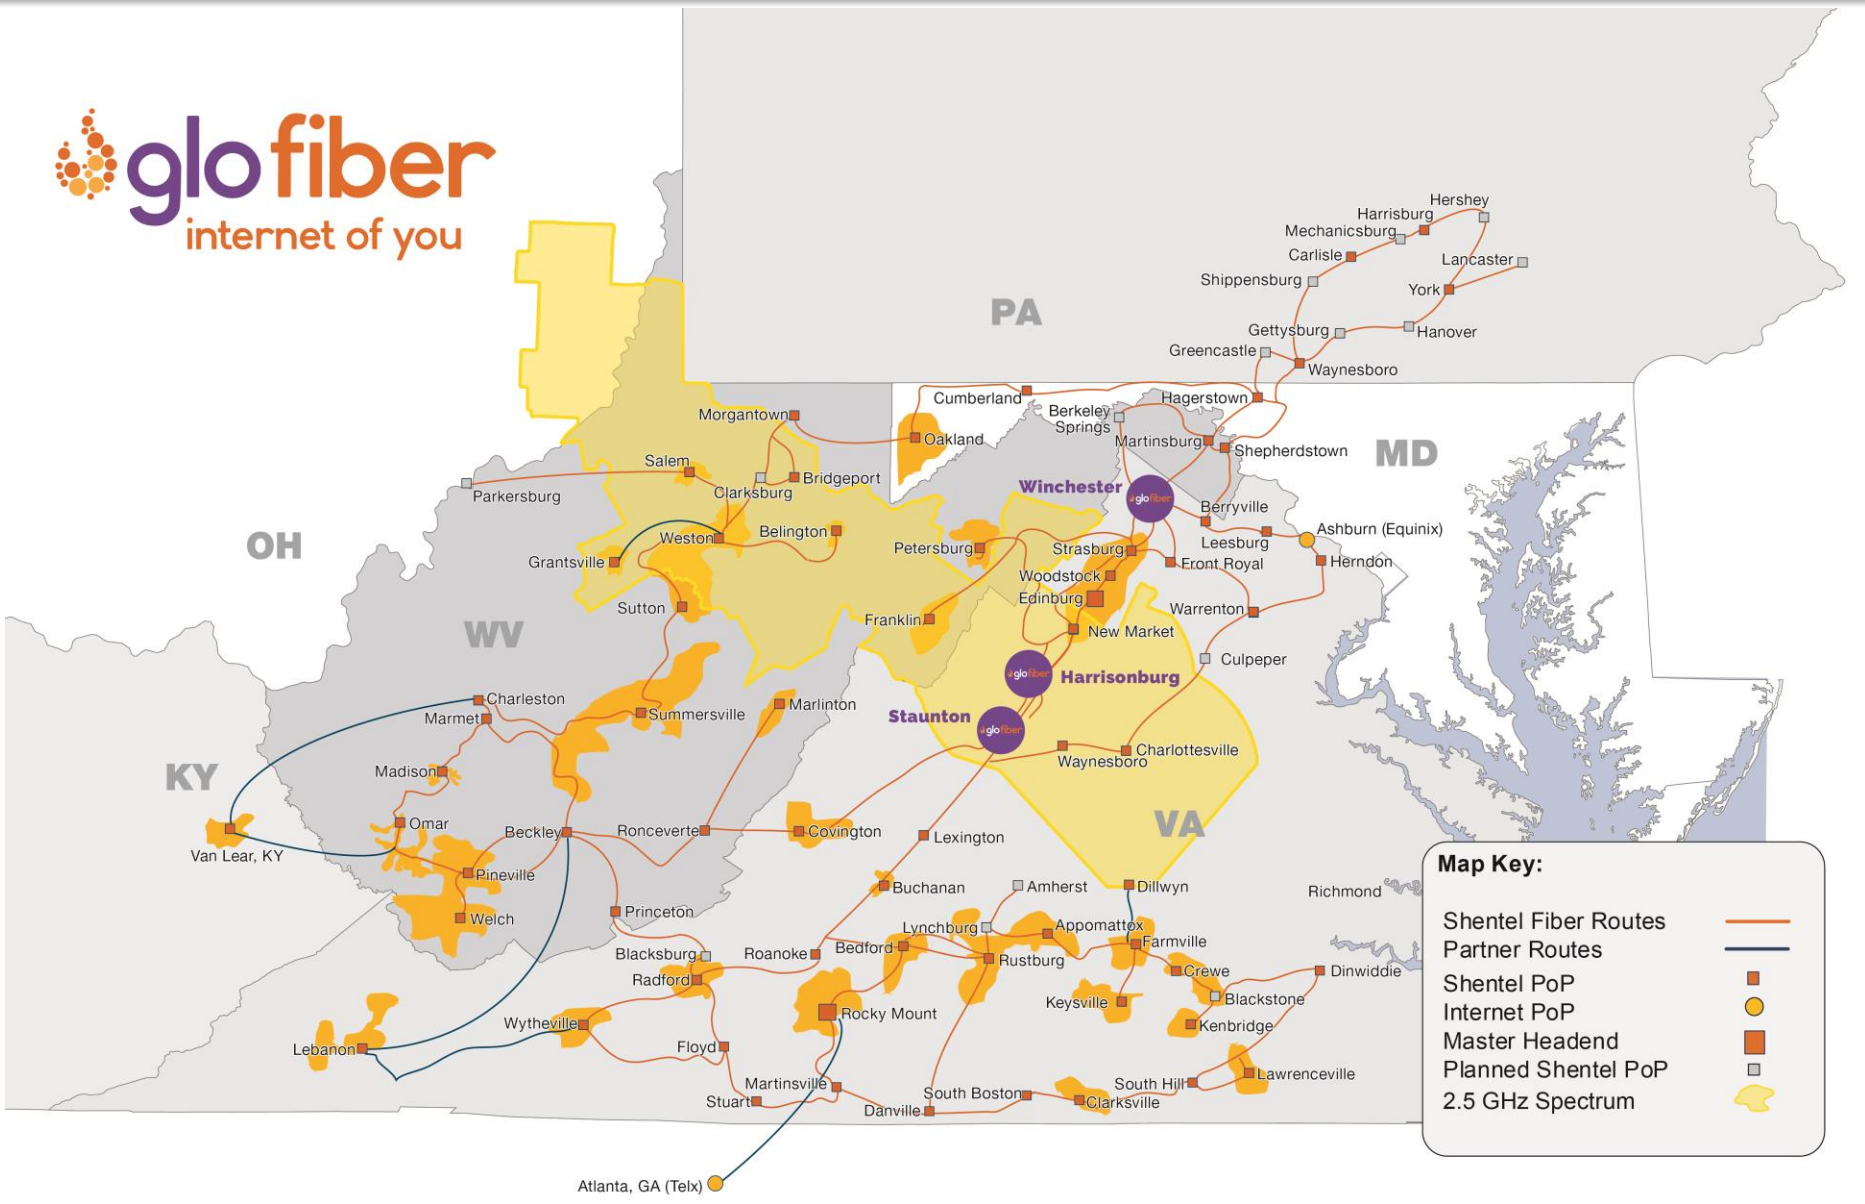 glo fiber
internet of you
Hershey
Harrisburg
Mechanicsburg
Carlisle
Lancaster
Shippensburg
York
PA
Gettysburg
Hanover
Greencastle
Waynesboro
Cumberland
Hagerstown
Berkeley
Springs
Morgantown
Oakland
Martinsburg
Shepherdstown
MD
Salem
Bridgeport
Parkersburg
Clarksburg
Winchester
glofiber
Berryville
Ashburn (Equinix)
OH
Weston
Belington
Leesburg
Petersburg
Strasburg
Grantsville
Front Royal
Herndon
Woodstock
Edinburg
Sutton
Warrenton
Franklin
WV
New Market
Culpeper
glofiber
Harrisonburg
Charleston
Marmet
Summersville
Marlinton
Staunton
glofiber
Charlottesville
Waynesboro
Madison
KY
Omar
Beckley
Ronceverte
Covington
VA
Lexington
Van Lear, KY
Pineville
Buchanan
Amherst
Dillwyn
Richmond
Welch
Princeton
Lynchburg
Appomattox
Bedford
Farmville
Blacksburg
Roanoke
Rustburg
Radford
Crewe
Dinwiddie
Keysville
Blackstone
Rocky Mount
Wytheville
Kenbridge
Lebanon
Floyd
Martinsville
South Hill
Lawrenceville
Stuart
South Boston
Clarksville
Danville
Atlanta, GA (Telx)
Map Key:
Shentel Fiber Routes
Partner Routes
Shentel PoP
Internet PoP
Master Headend
Planned Shentel PoP
2.5 GHz Spectrum